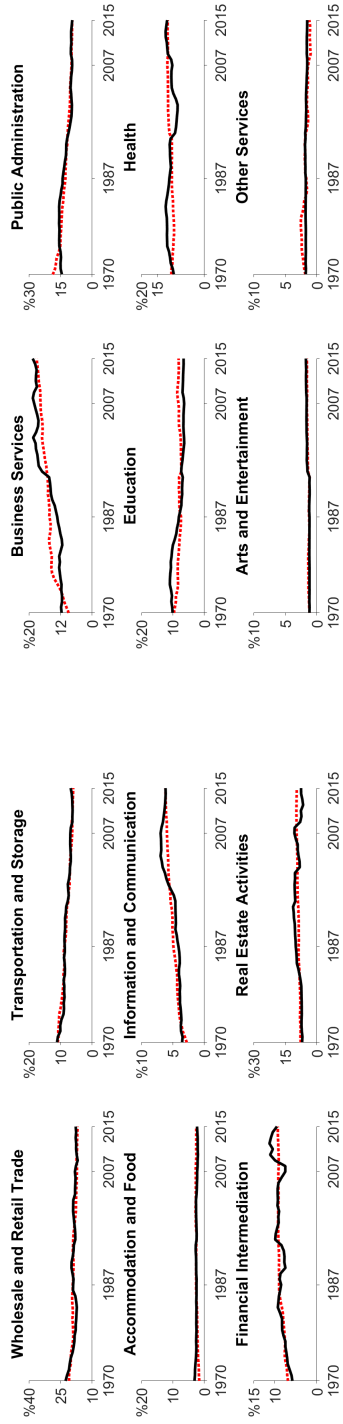 Wholesale and Retail Trade
%40
25
10
1970 1987 2007 2015
Transportation and Storage
%20
10
0
1970 1987 2007 2015
Business Services
%20
12
0
1970 1987 2007 2015
Public Administration
%30
15
0
1970 1987 2007 2015
Accommodation and Food
%20
10
0
1970 1987 2007 2015
Information and Communication
%10
5
0
1970 1987 2007 2015
Education
%20
10
0
1970 1987 2007 2015
Health
%20
10
0
1970 1987 2007 2015
Financial Intermediation
%15
10
0
1970 1987 2007 2015
Real Estate Activities
%30
15
0
1970 1987 2007 2015
Arts and Entertainment
%10
5
0
1970 1987 2007 2015
Other Services
%10
5
0
1970 1987 2007 2015